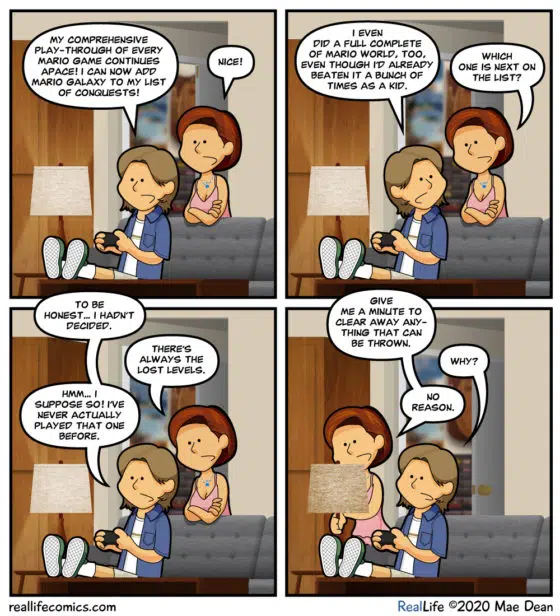 MY COMPREHENSIVE
PLAY-THROUGH OF EVERY
MARIO GAME CONTINUES
APACE! I CAN NOW ADD
MARIO GALAXY TO MY LIST
OF CONQUESTS!
NICE!
I EVEN
DID A FULL COMPLETE
OF MARIO WORLD, TOO,
EVEN THOUGH I'D ALREADY
BEATEN IT A BUNCH OF
TIMES AS A KID.
WHICH
ONE IS NEXT ON
THE LIST?
TO BE
HONEST... I HADN'T
DECIDED.
THERE'S
ALWAYS THE
LOST LEVELS.
HMM... I
SUPPOSE SO! I'VE
NEVER ACTUALLY
PLAYED THAT ONE
BEFORE.
GIVE
ME A MINUTE TO
CLEAR AWAY ANY-
THING THAT CAN
BE THROWN.
WHY?
NO
REASON.
reallifecomics.com
RealLife ©2020 Mae Dean